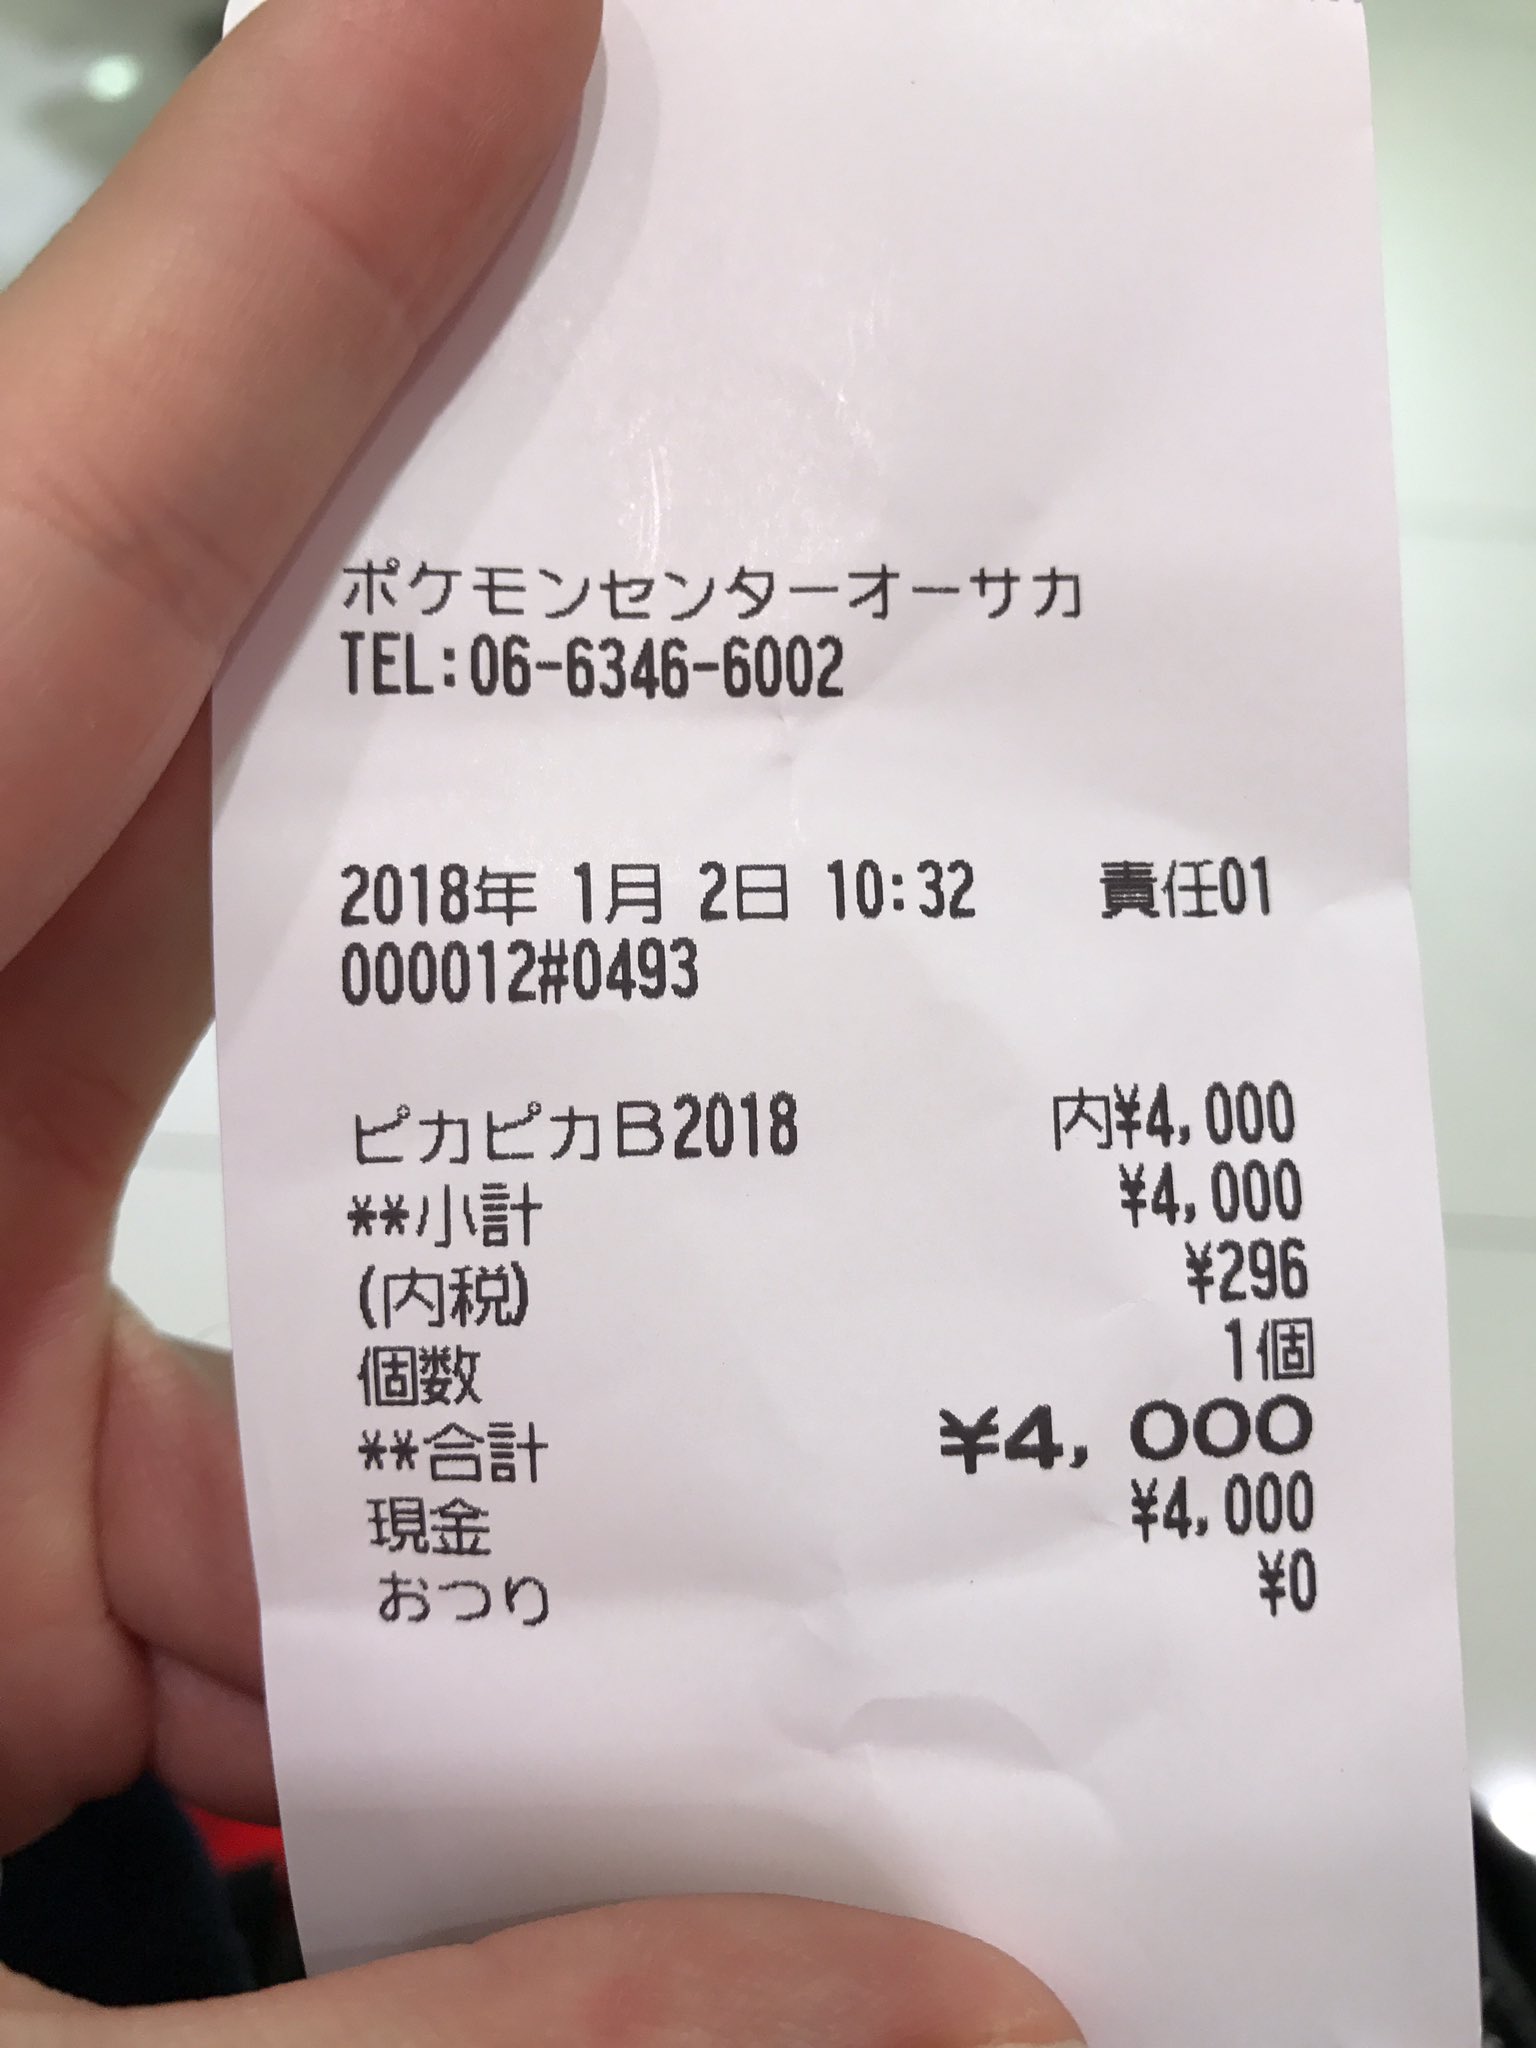 ポケモンセンターオーサカ
TEL:06-6346-6002
2018年 1月 2日 10:32 責任01
000012#0493
ピカピカB2018 内¥4,000
**小計 ¥4,000
(内税) ¥296
個数 1個
**合計 ¥4,000
現金 ¥4,000
おつり ¥0